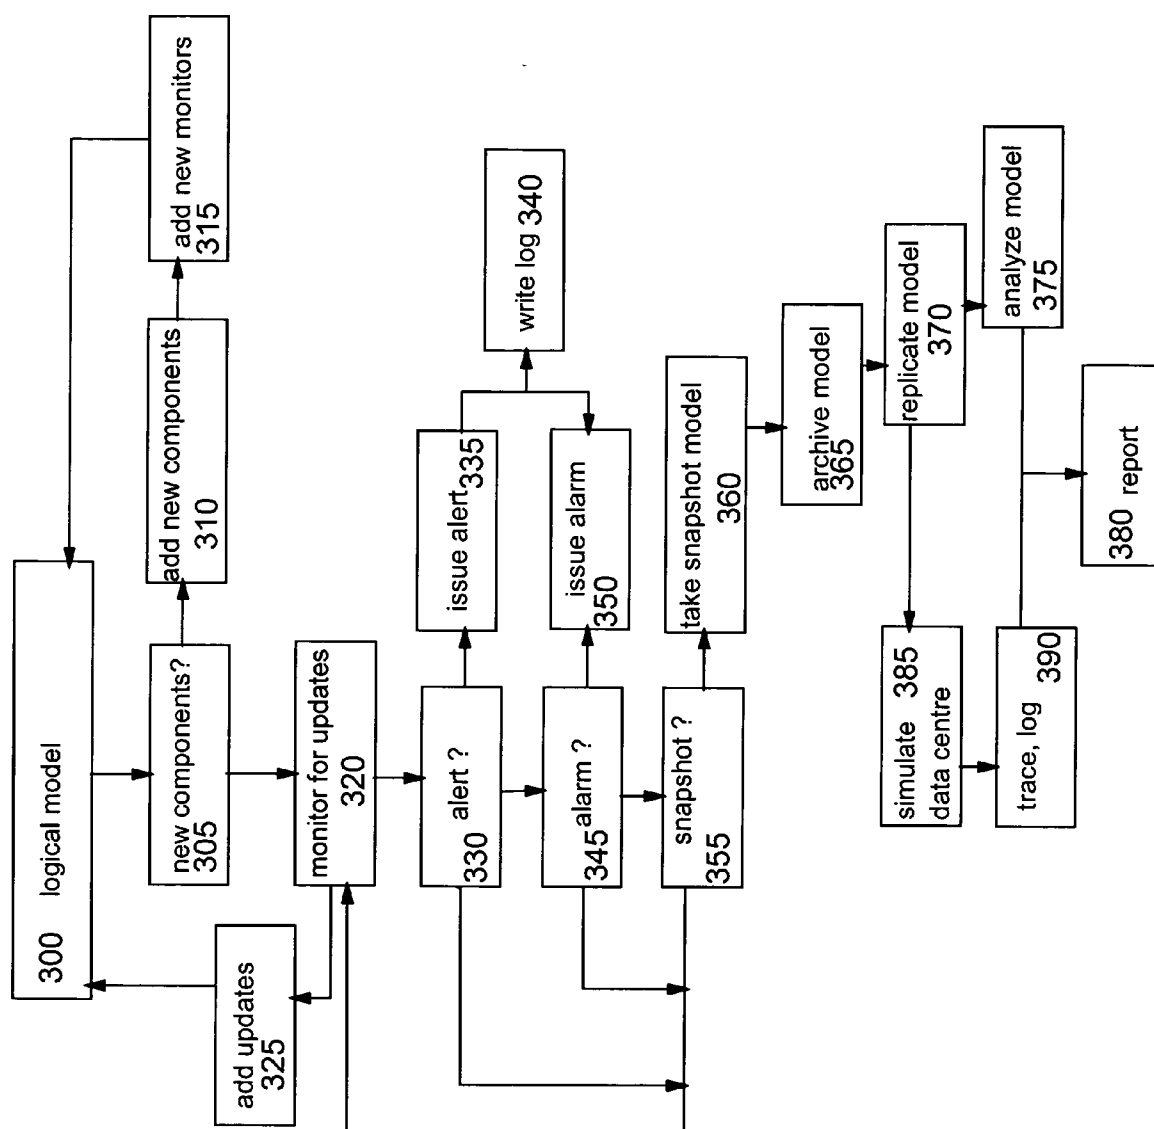 300 logical model
new components?
305
add new components
310
add new monitors
315
monitor for updates
320
add updates
325
alert ?
330
issue alert 335
write log 340
345 alarm ?
issue alarm
350
snapshot ?
355
take snapshot model
360
archive model
365
replicate model
370
analyze model
375
simulate 385
data centre
trace, log 390
380 report